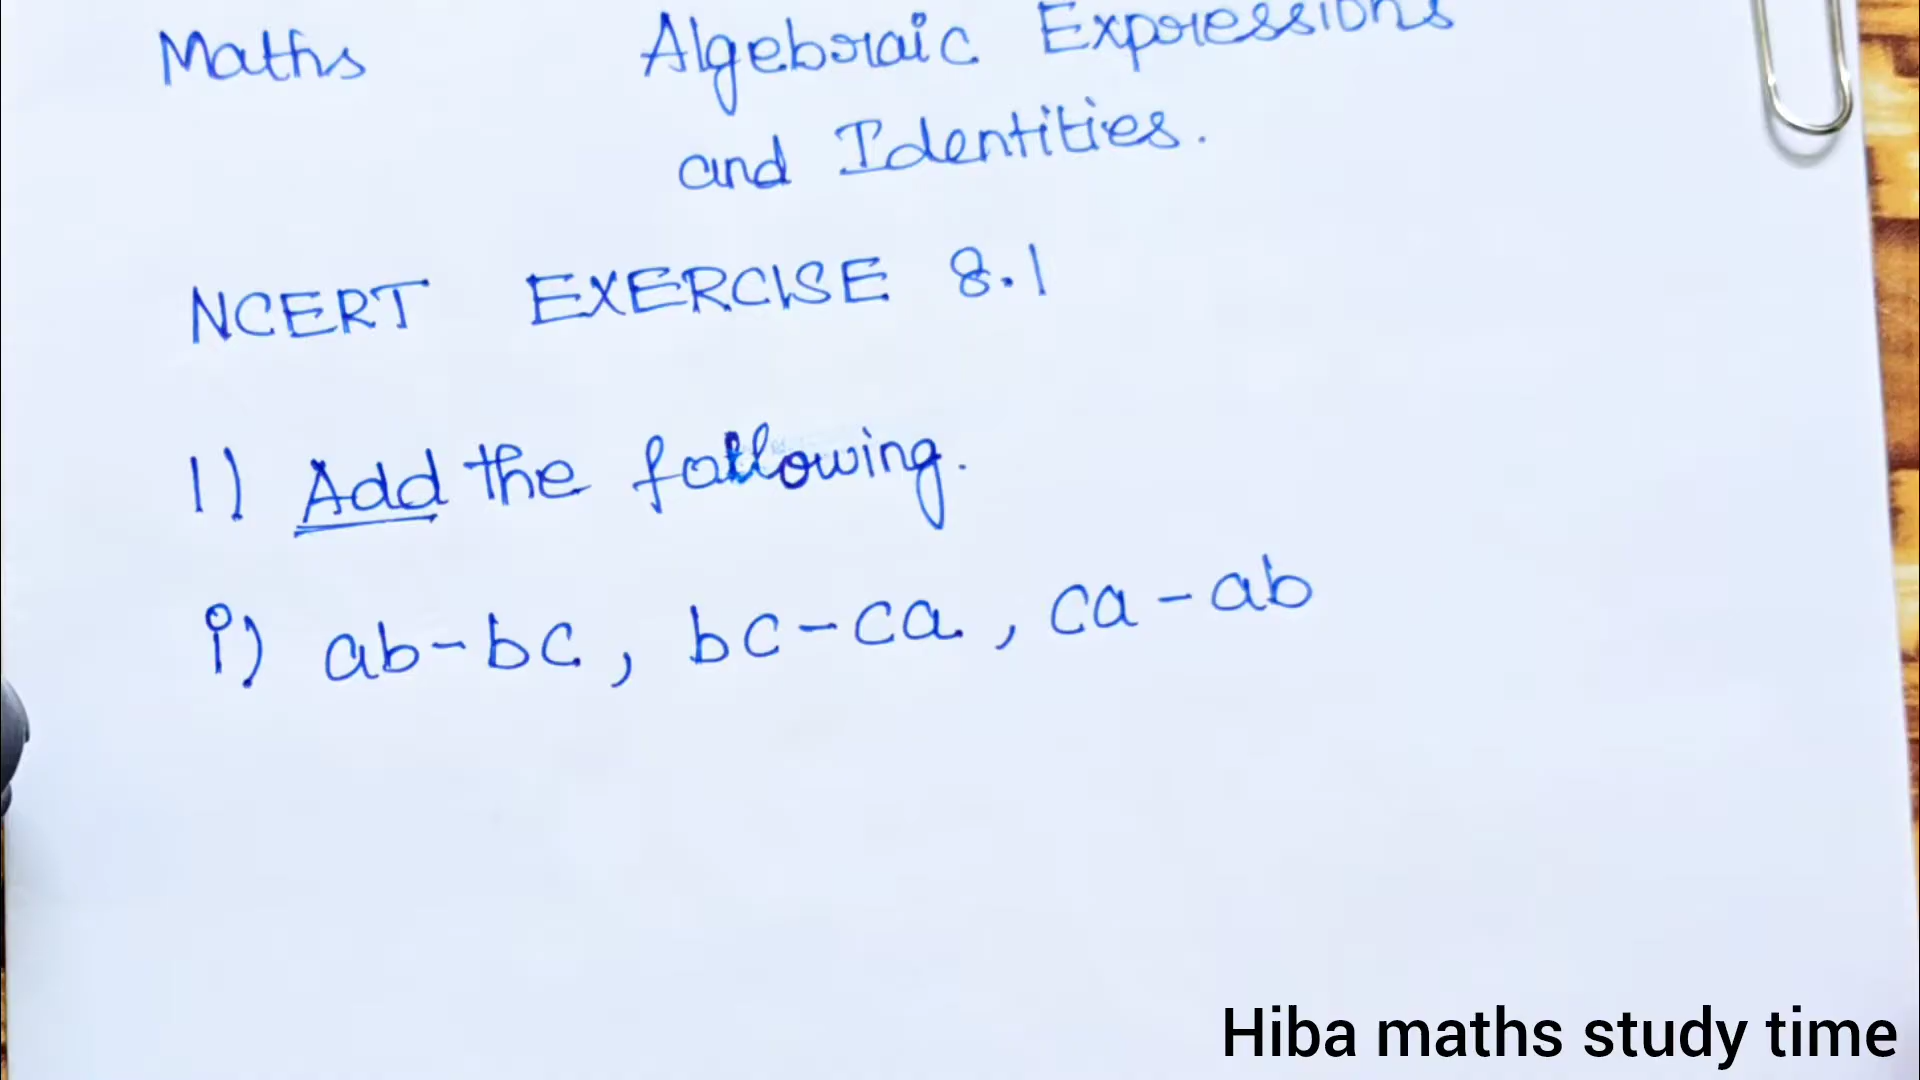 Maths Algebraic Expressions
and Identities.
NCERT EXERCISE 8.1
1) Add the following.
i) ab-bc, bc-ca, ca-ab
Hiba maths study time